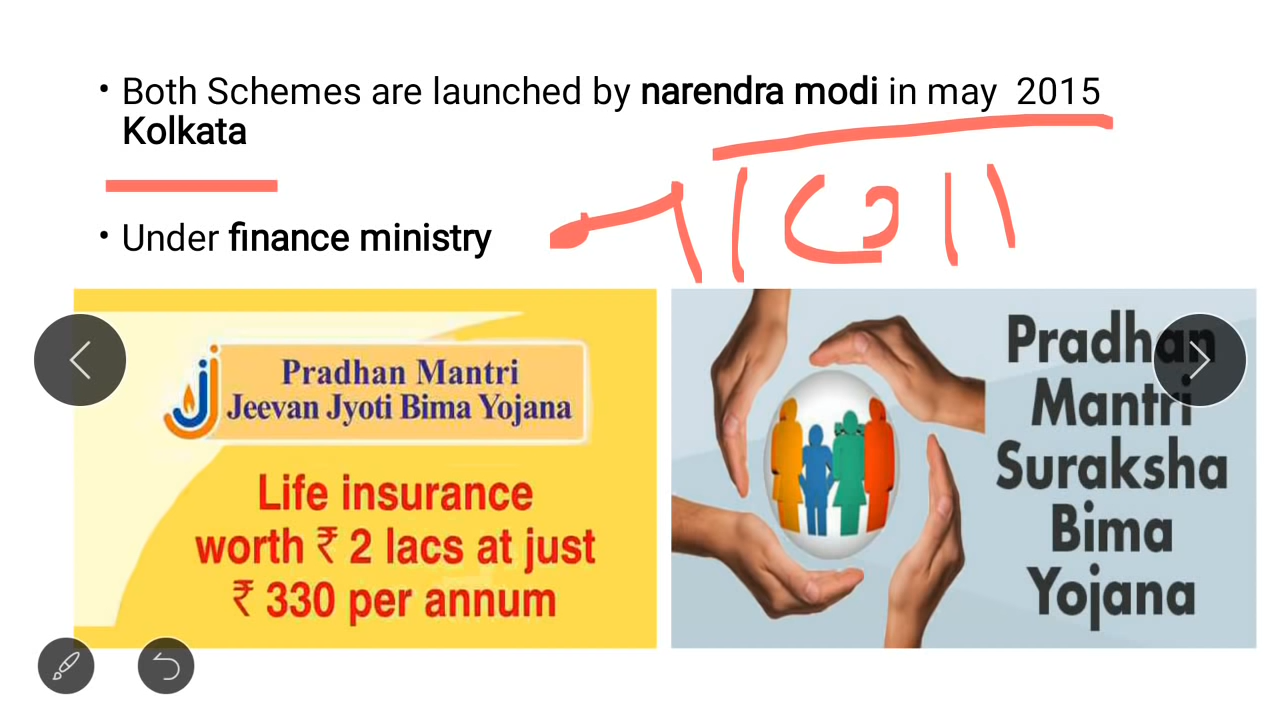 • Both Schemes are launched by narendra modi in may 2015
Kolkata
• Under finance ministry
Pradhan Mantri
Jeevan Jyoti Bima Yojana
Life insurance
worth ₹ 2 lacs at just
₹ 330 per annum
Pradhan
Mantri
Suraksha
Bima
Yojana